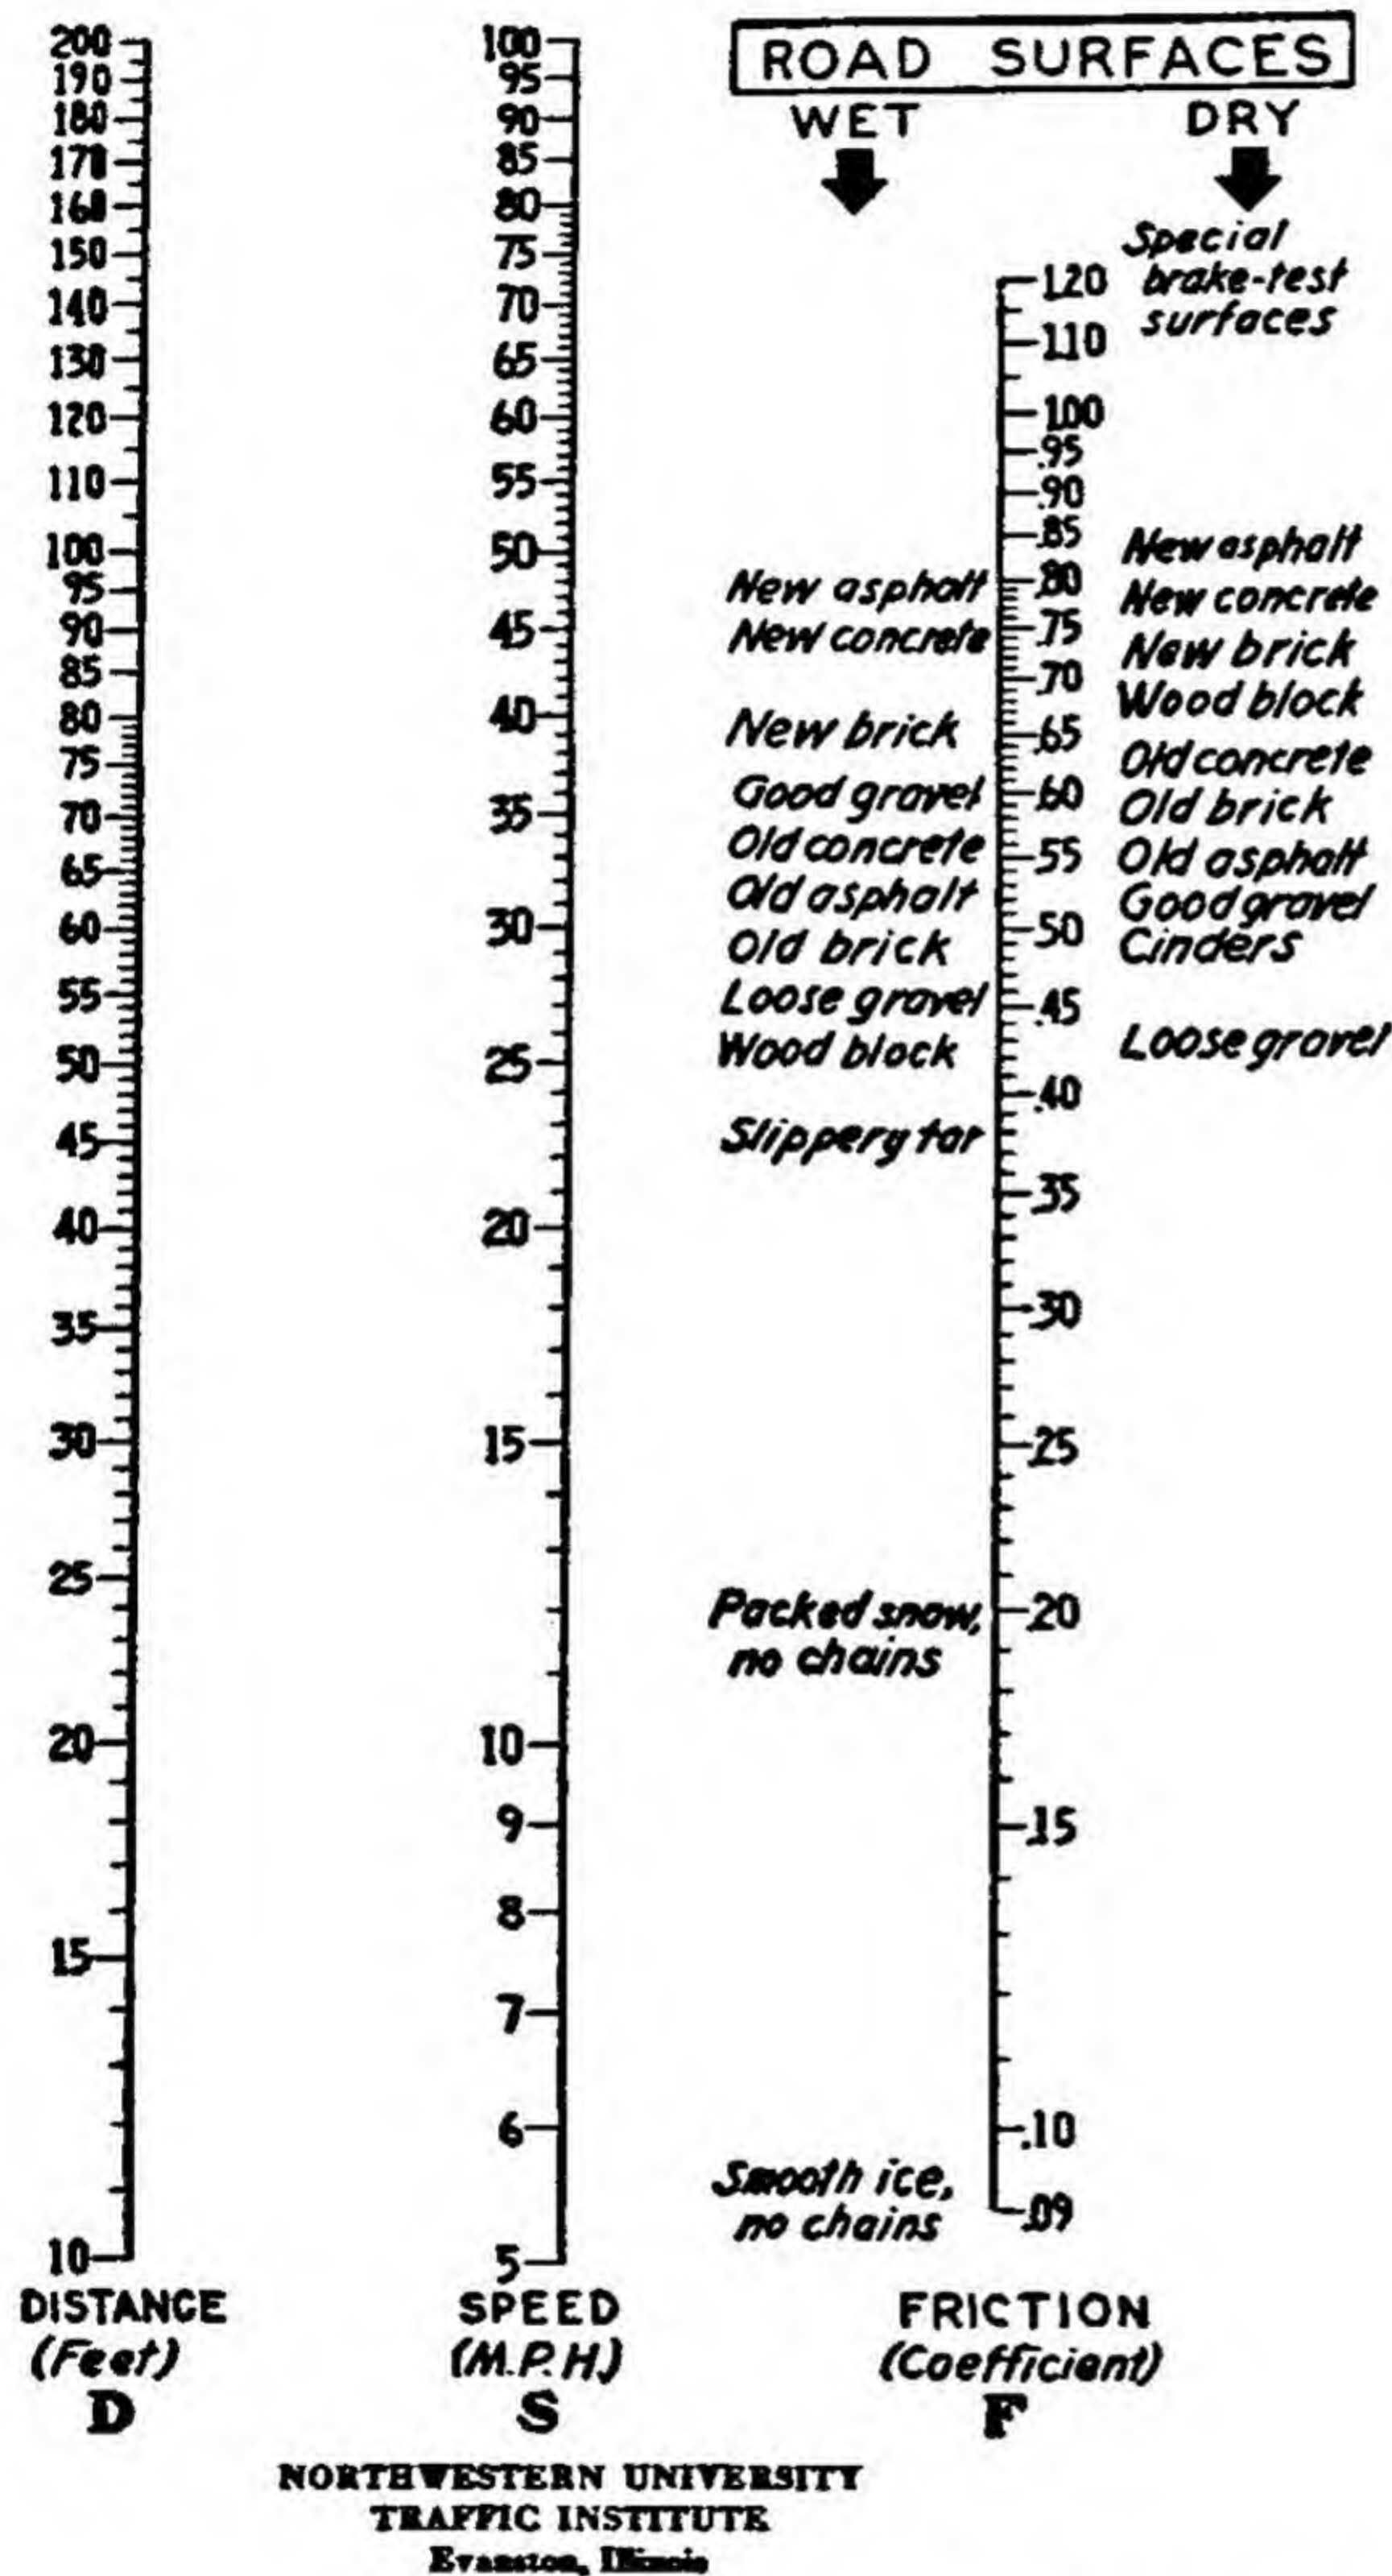 ROAD SURFACES
WET DRY
200
190
180
170
160
150
140
130
120
110
100
95
90
85
80
75
70
65
60
55
50
45
40
35
30
25
20
15
10
DISTANCE
(Feet)
D
100
95
90
85
80
75
70
65
60
55
50
45
40
35
30
25
20
15
10
9
8
7
6
5
SPEED
(M.P.H.)
S
New asphalt
New concrete
New brick
Good gravel
Old concrete
Old asphalt
Old brick
Loose gravel
Wood block
Slippery tar
Packed snow,
no chains
Smooth ice,
no chains
1.20
1.10
1.00
.95
.90
.85
.80
.75
.70
.65
.60
.55
.50
.45
.40
.35
.30
.25
.20
.15
.10
.09
FRICTION
(Coefficient)
F
Special
brake-test
surfaces
New asphalt
New concrete
New brick
Wood block
Old concrete
Old brick
Old asphalt
Good gravel
Cinders
Loose gravel
NORTHWESTERN UNIVERSITY
TRAFFIC INSTITUTE
Evanston, Illinois